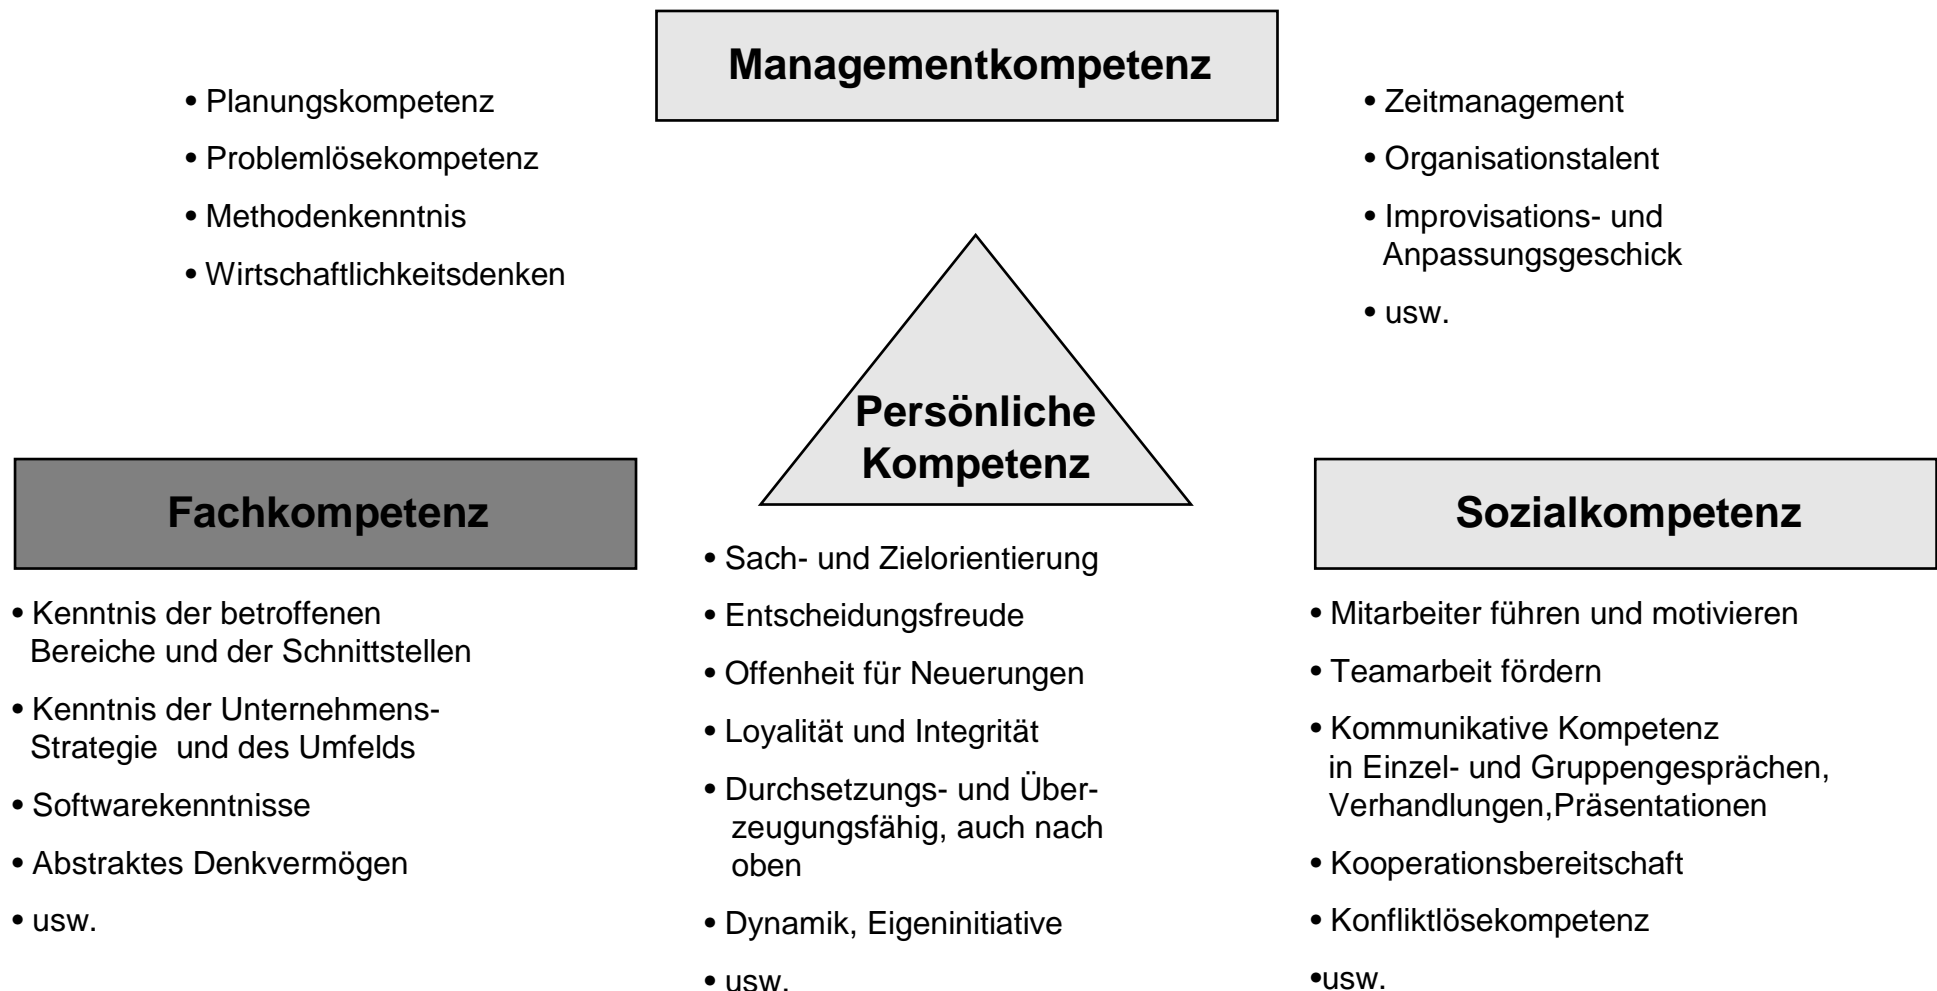 Managementkompetenz
• Planungskompetenz
• Problemlösekompetenz
• Methodenkenntnis
• Wirtschaftlichkeitsdenken
• Zeitmanagement
• Organisationstalent
• Improvisations- und
Anpassungsgeschick
• usw.
Persönliche
Kompetenz
Fachkompetenz
• Kenntnis der betroffenen
Bereiche und der Schnittstellen
• Kenntnis der Unternehmens-
Strategie und des Umfelds
• Softwarekenntnisse
• Abstraktes Denkvermögen
• usw.
• Sach- und Zielorientierung
• Entscheidungsfreude
• Offenheit für Neuerungen
• Loyalität und Integrität
• Durchsetzungs- und Über-
zeugungsfähig, auch nach
oben
• Dynamik, Eigeninitiative
• usw.
Sozialkompetenz
• Mitarbeiter führen und motivieren
• Teamarbeit fördern
• Kommunikative Kompetenz
in Einzel- und Gruppengesprächen,
Verhandlungen,Präsentationen
• Kooperationsbereitschaft
• Konfliktlösekompetenz
•usw.